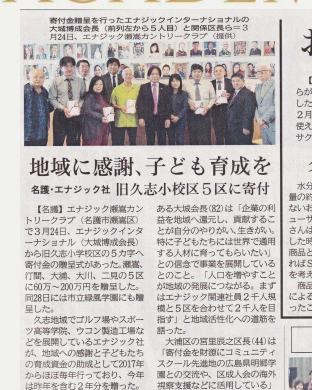 寄付金贈呈を行ったエナジックインターナショナルの
大城博成会長（前列左から5人目）と関係区長ら＝3
月24日、エナジック瀬嵩カントリークラブ（提供）
地域に感謝、子ども育成を
名護・エナジック社 旧久志小校区5区に寄付
【名護】エナジック瀬嵩カン
トリークラブ（名護市瀬嵩区）
で3月24日、エナジックインタ
ーナショナル（大城博成会長）
から旧久志小校区の5カ字へ
寄付金の贈呈式があった。瀬嵩、
汀間、大浦、大川、二見の5区
に60万～200万円を贈呈した。
同28日には市立緑風学園にも贈
呈した。
久志地域でゴルフ場やスポー
ツ高等学院、ウコン製造工場な
どを展開しているエナジック社
が、地域への感謝と子どもたち
の育成資金の助成として2017年
からほぼ毎年行っており、今年
は昨年を含む2年分を贈った。
ある大城会長(82)は「企業の利
益を地域へ還元し、貢献するこ
とが自分のやりがい、生きがい。
特に子どもたちには世界で通用
する人材に育ってもらいたい」
との信念で事業を展開している
とのこと。「人口を増やすこと
が地域の発展につながる。まず
はエナジック関連社員2千人規
模と5区を合わせて2千人を目
指す」と地域活性化への道筋を
語った。
大浦区の宮里辰之区長(44)は
「寄付金を財源にコミュニティ
スクール先進地の広島県明郷学
園との交流や、区成人会の海外
視察支援などに活用している」